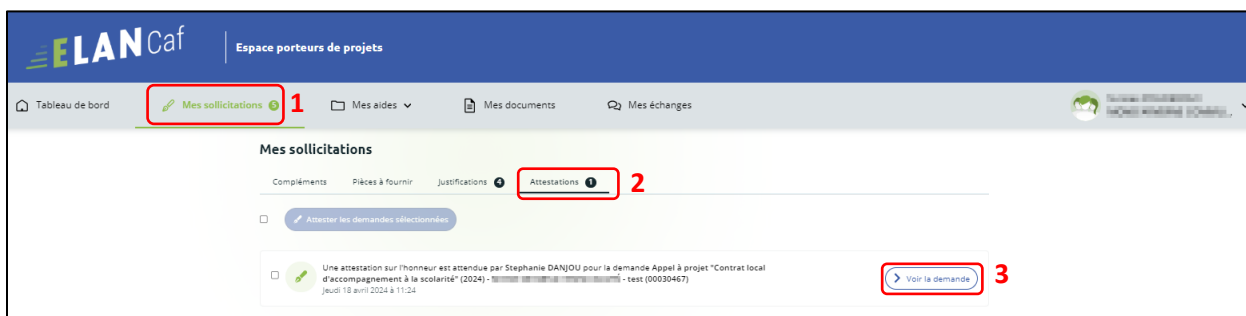 ELAN Caf
Espace porteurs de projets
Tableau de bord
Mes sollicitations 5
1
Mes aides
Mes documents
Mes échanges
Mes sollicitations
Compléments
Pièces à fournir
Justifications 4
Attestations 1
2
Attester les demandes sélectionnées
Une attestation sur l'honneur est attendue par Stephanie DANJOU pour la demande Appel à projet "Contrat local
d'accompagnement à la scolarité" (2024) - - test (00030467)
Jeudi 18 avril 2024 à 11:24
Voir la demande
3